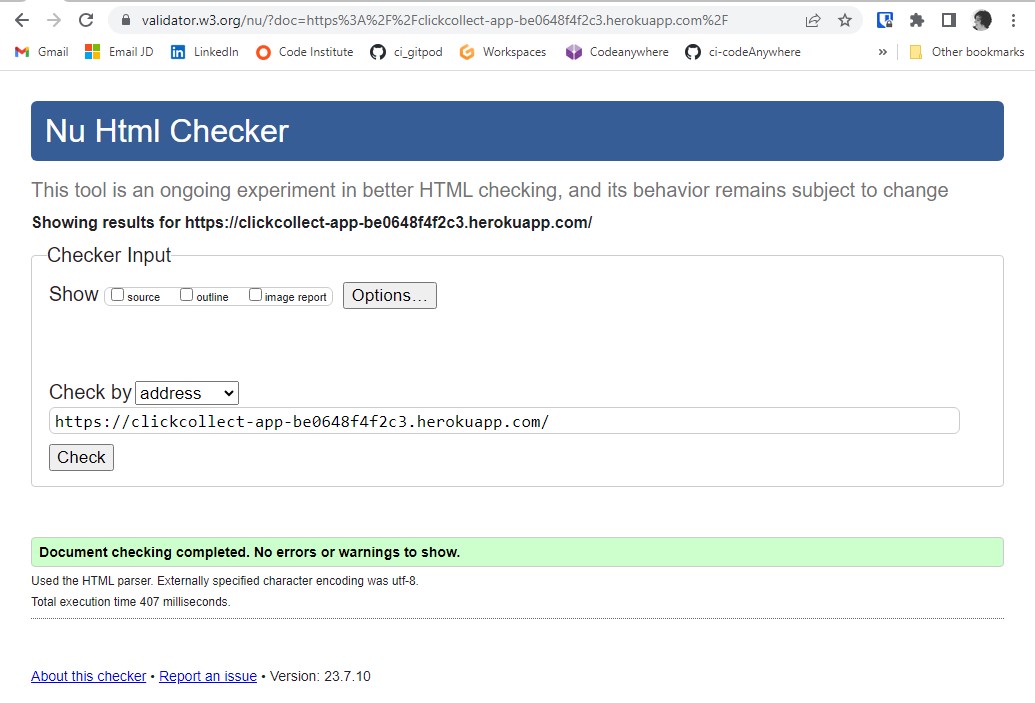 validator.w3.org/nu/?doc=https%3A%2F%2Fclickcollect-app-be0648f4f2c3.herokuapp.com%2F
Gmail Email JD LinkedIn Code Institute ci_gitpod Workspaces Codeanywhere ci-codeAnywhere » Other bookmarks
Nu Html Checker
This tool is an ongoing experiment in better HTML checking, and its behavior remains subject to change
Showing results for https://clickcollect-app-be0648f4f2c3.herokuapp.com/
Checker Input
Show source outline image report Options...
Check by address
https://clickcollect-app-be0648f4f2c3.herokuapp.com/
Check
Document checking completed. No errors or warnings to show.
Used the HTML parser. Externally specified character encoding was utf-8.
Total execution time 407 milliseconds.
About this checker • Report an issue • Version: 23.7.10